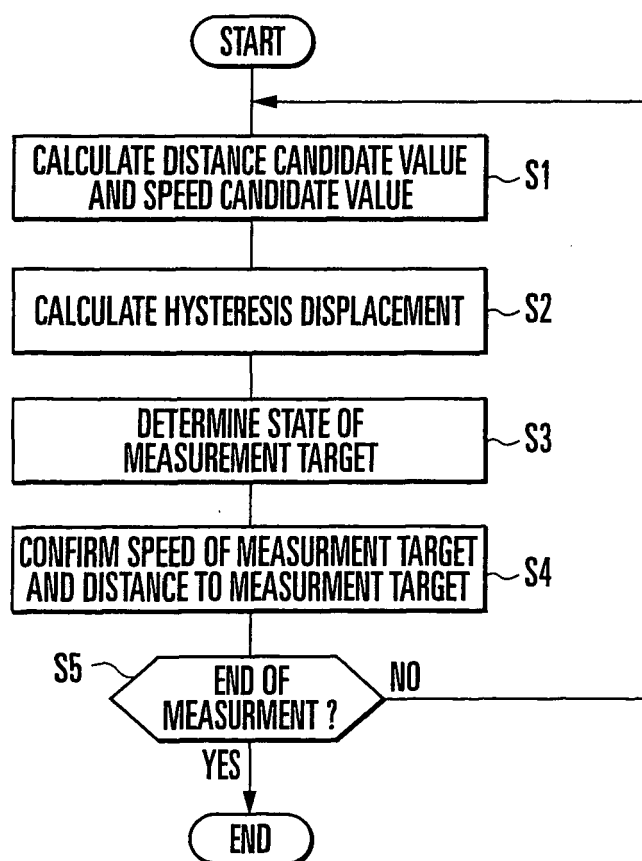 START
CALCULATE DISTANCE CANDIDATE VALUE
AND SPEED CANDIDATE VALUE
S1
CALCULATE HYSTERESIS DISPLACEMENT
S2
DETERMINE STATE OF
MEASUREMENT TARGET
S3
CONFIRM SPEED OF MEASURMENT TARGET
AND DISTANCE TO MEASURMENT TARGET
S4
S5
END OF
MEASURMENT ?
NO
YES
END